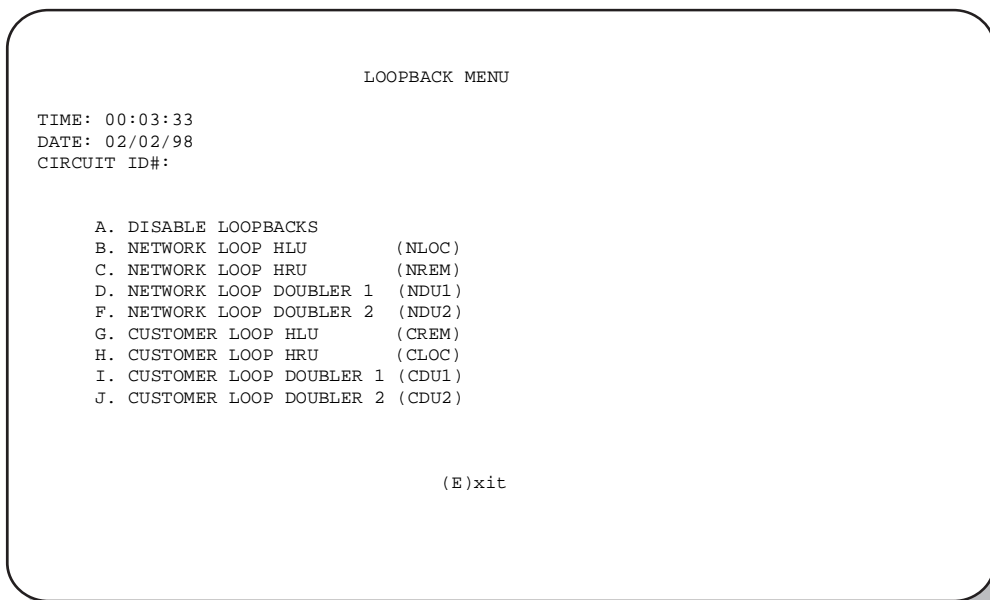 LOOPBACK MENU
TIME: 00:03:33
DATE: 02/02/98
CIRCUIT ID#:
A. DISABLE LOOPBACKS
B. NETWORK LOOP HLU (NLOC)
C. NETWORK LOOP HRU (NREM)
D. NETWORK LOOP DOUBLER 1 (NDU1)
F. NETWORK LOOP DOUBLER 2 (NDU2)
G. CUSTOMER LOOP HLU (CREM)
H. CUSTOMER LOOP HRU (CLOC)
I. CUSTOMER LOOP DOUBLER 1 (CDU1)
J. CUSTOMER LOOP DOUBLER 2 (CDU2)
(E)xit